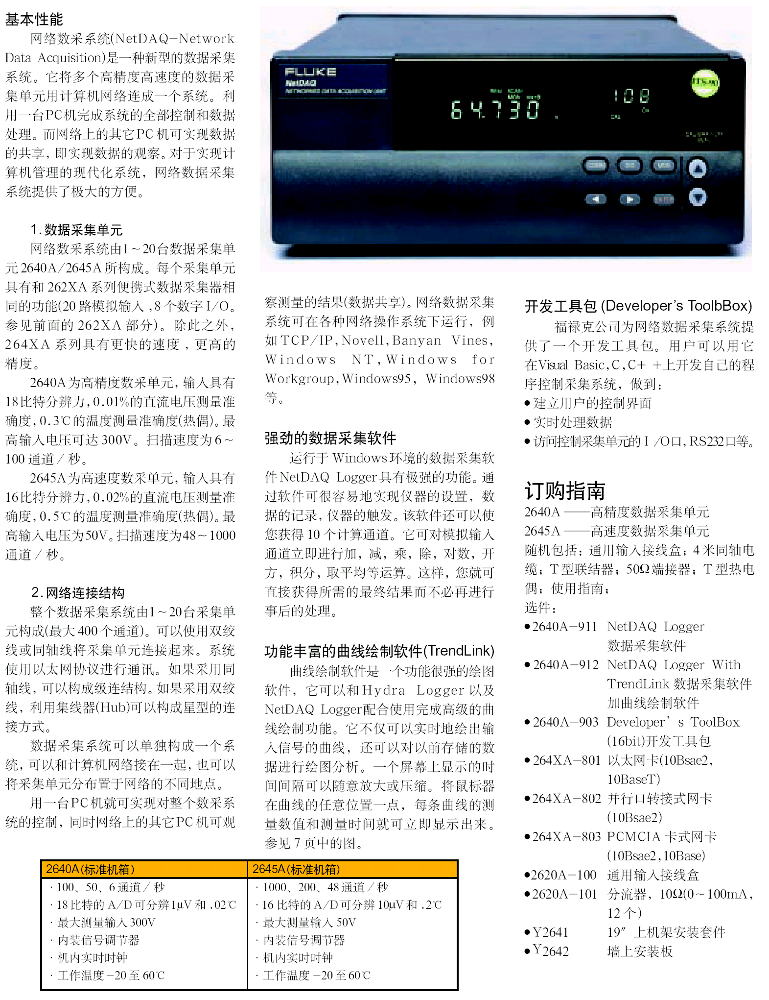 基本性能
网络数采系统(NetDAQ-Network
Data Acquisition)是一种新型的数据采集
系统。它将多个高精度高速度的数据采
集单元用计算机网络连成一个系统。利
用一台PC机完成系统的全部控制和数据
处理。而网络上的其它PC机可实现数据
的共享,即实现数据的观察。对于实现计
算机管理的现代化系统,网络数据采集
系统提供了极大的方便。
1.数据采集单元
网络数采系统由1~20台数据采集单
元2640A/2645A所构成。每个采集单元
具有和 262XA 系列便携式数据采集器相
同的功能(20路模拟输入,8个数字I/O。
参见前面的 262XA 部分)。除此之外,
264XA 系列具有更快的速度,更高的
精度。
2640A为高精度数采单元,输入具有
18比特分辨力,0.01%的直流电压测量准
确度,0.3℃的温度测量准确度(热偶)。最
高输入电压可达300V。扫描速度为6~
100 通道/秒。
2645A为高速度数采单元,输入具有
16比特分辨力,0.02%的直流电压测量准
确度,0.5℃的温度测量准确度(热偶)。最
高输入电压为50V。扫描速度为48~1000
通道/秒。
2.网络连接结构
整个数据采集系统由1~20台采集单
元构成(最大400个通道)。可以使用双绞
线或同轴线将采集单元连接起来。系统
使用以太网协议进行通讯。如果采用同
轴线,可以构成级连结构。如果采用双绞
线,利用集线器(Hub)可以构成星型的连
接方式。
数据采集系统可以单独构成一个系
统,可以和计算机网络接在一起,也可以
将采集单元分布置于网络的不同地点。
用一台PC机就可实现对整个数采系
统的控制,同时网络上的其它PC机可观
FLUKE
NetDAQ
NETWORKED DATA ACQUISITION UNIT
SCAN
MON
64.730
108
CAL
CH
ITS-90
察测量的结果(数据共享)。网络数据采集
系统可在各种网络操作系统下运行,例
如TCP/IP,Novell,Banyan Vines,
Windows NT,Windows for
Workgroup,Windows95, Windows98
等。
强劲的数据采集软件
运行于Windows环境的数据采集软
件NetDAQ Logger具有极强的功能。通
过软件可很容易地实现仪器的设置,数
据的记录,仪器的触发。该软件还可以使
您获得10个计算通道。它可对模拟输入
通道立即进行加,减,乘,除,对数,开
方,积分,取平均等运算。这样,您就可
直接获得所需的最终结果而不必再进行
事后的处理。
功能丰富的曲线绘制软件(TrendLink)
曲线绘制软件是一个功能很强的绘图
软件,它可以和Hydra Logger以及
NetDAQ Logger配合使用完成高级的曲
线绘制功能。它不仅可以实时地绘出输
入信号的曲线,还可以对以前存储的数
据进行绘图分析。一个屏幕上显示的时
间间隔可以随意放大或压缩。将鼠标器
在曲线的任意位置一点,每条曲线的测
量数值和测量时间就可立即显示出来。
参见7页中的图。
开发工具包 (Developer's ToolbBox)
福禄克公司为网络数据采集系统提
供了一个开发工具包。用户可以用它
在Visual Basic,C,C++上开发自己的程
序控制采集系统,做到:
●建立用户的控制界面
●实时处理数据
●访问控制采集单元的I/O口,RS232口等。
订购指南
2640A——高精度数据采集单元
2645A——高速度数据采集单元
随机包括:通用输入接线盒;4米同轴电
缆;T型联结器;50Ω端接器;T型热电
偶;使用指南;
选件:
●2640A-911 NetDAQ Logger
数据采集软件
●2640A-912 NetDAQ Logger With
TrendLink 数据采集软件
加曲线绘制软件
●2640A-903 Developer's ToolBox
(16bit)开发工具包
●264XA-801 以太网卡(10Bsae2,
10BaseT)
●264XA-802 并行口转接式网卡
(10Bsae2)
●264XA-803 PCMCIA 卡式网卡
(10Bsae2,10Base)
●2620A-100 通用输入接线盒
●2620A-101 分流器,10Ω(0~100mA,
12个)
●Y2641 19″上机架安装套件
●Y2642 墙上安装板
2640A(标准机箱)
·100、50、6通道/秒
·18比特的A/D可分辨1μV和.02℃
·最大测量输入300V
·内装信号调节器
·机内实时时钟
·工作温度-20至60℃
2645A(标准机箱)
·1000、200、48通道/秒
·16比特的A/D可分辨10μV和.2℃
·最大测量输入50V
·内装信号调节器
·机内实时时钟
·工作温度-20至60℃